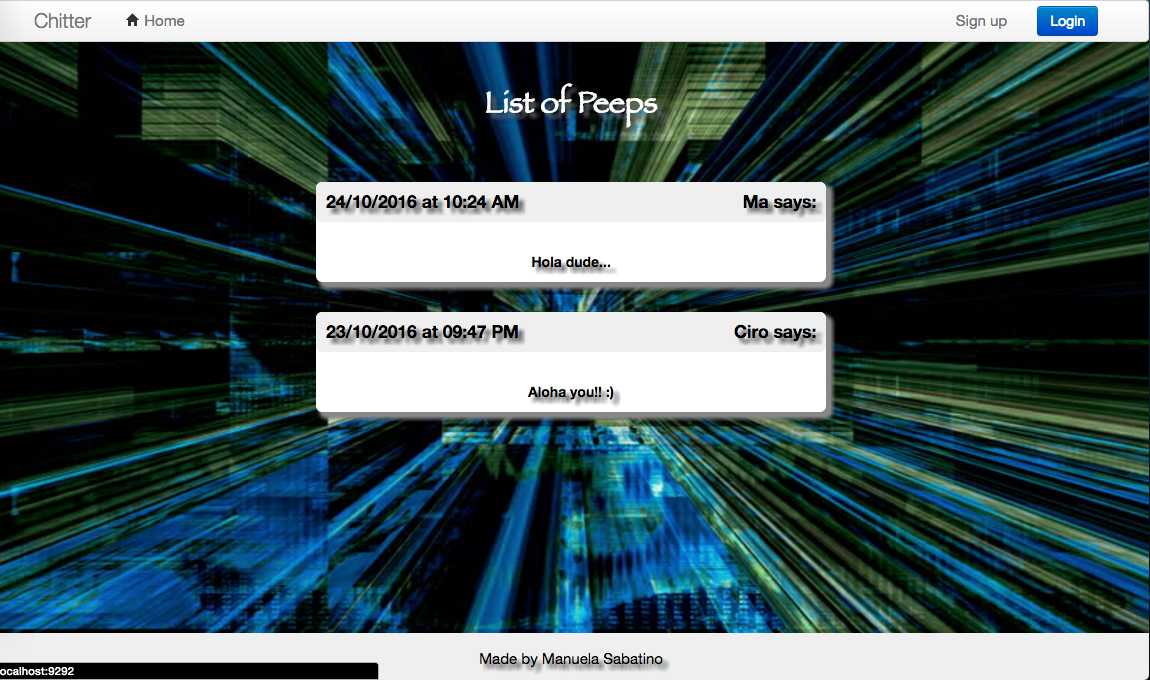 Chitter Home Sign up Login
List of Peeps
24/10/2016 at 10:24 AM Ma says:
Hola dude...
23/10/2016 at 09:47 PM Ciro says:
Aloha you!! :)
Made by Manuela Sabatino
ocalhost:9292